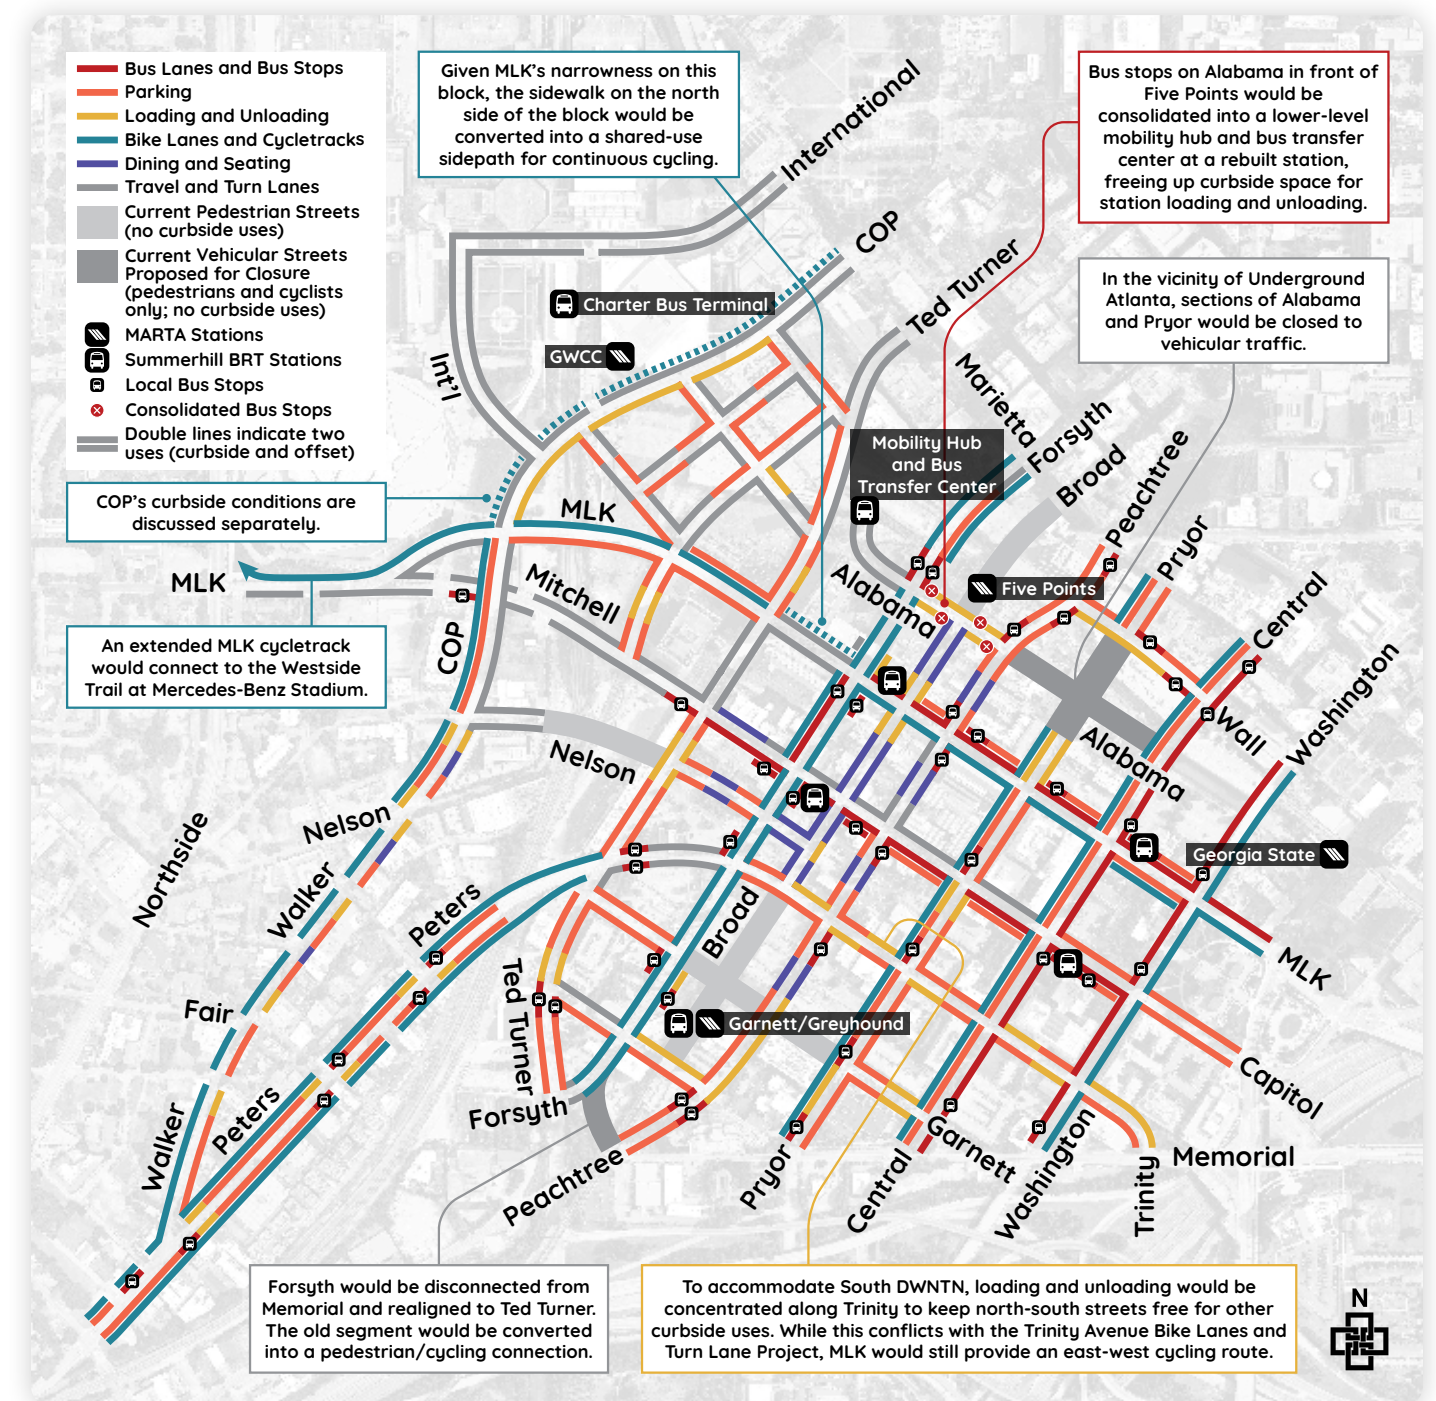 Bus Lanes and Bus Stops
Parking
Loading and Unloading
Bike Lanes and Cycletracks
Dining and Seating
Travel and Turn Lanes
Current Pedestrian Streets
(no curbside uses)
Current Vehicular Streets
Proposed for Closure
(pedestrians and cyclists
only; no curbside uses)
MARTA Stations
Summerhill BRT Stations
Local Bus Stops
Consolidated Bus Stops
Double lines indicate two
uses (curbside and offset)
Given MLK's narrowness on this
block, the sidewalk on the north
side of the block would be
converted into a shared-use
sidepath for continuous cycling.
Bus stops on Alabama in front of
Five Points would be
consolidated into a lower-level
mobility hub and bus transfer
center at a rebuilt station,
freeing up curbside space for
station loading and unloading.
In the vicinity of Underground
Atlanta, sections of Alabama
and Pryor would be closed to
vehicular traffic.
COP's curbside conditions are
discussed separately.
An extended MLK cycletrack
would connect to the Westside
Trail at Mercedes-Benz Stadium.
International
COP
Ted Turner
Charter Bus Terminal
GWCC
Int'l
Marietta
Forsyth
Broad
Peachtree
Pryor
Central
Washington
Mobility Hub
and Bus
Transfer Center
MLK
MLK
Mitchell
Alabama
Five Points
COP
Nelson
Wall
Alabama
Nelson
Northside
Walker
Peters
Broad
Georgia State
MLK
Fair
Ted Turner
Garnett/Greyhound
Capitol
Walker
Peters
Forsyth
Peachtree
Pryor
Central
Garnett
Washington
Trinity
Memorial
Forsyth would be disconnected from
Memorial and realigned to Ted Turner.
The old segment would be converted
into a pedestrian/cycling connection.
To accommodate South DWNTN, loading and unloading would be
concentrated along Trinity to keep north-south streets free for other
curbside uses. While this conflicts with the Trinity Avenue Bike Lanes and
Turn Lane Project, MLK would still provide an east-west cycling route.
N